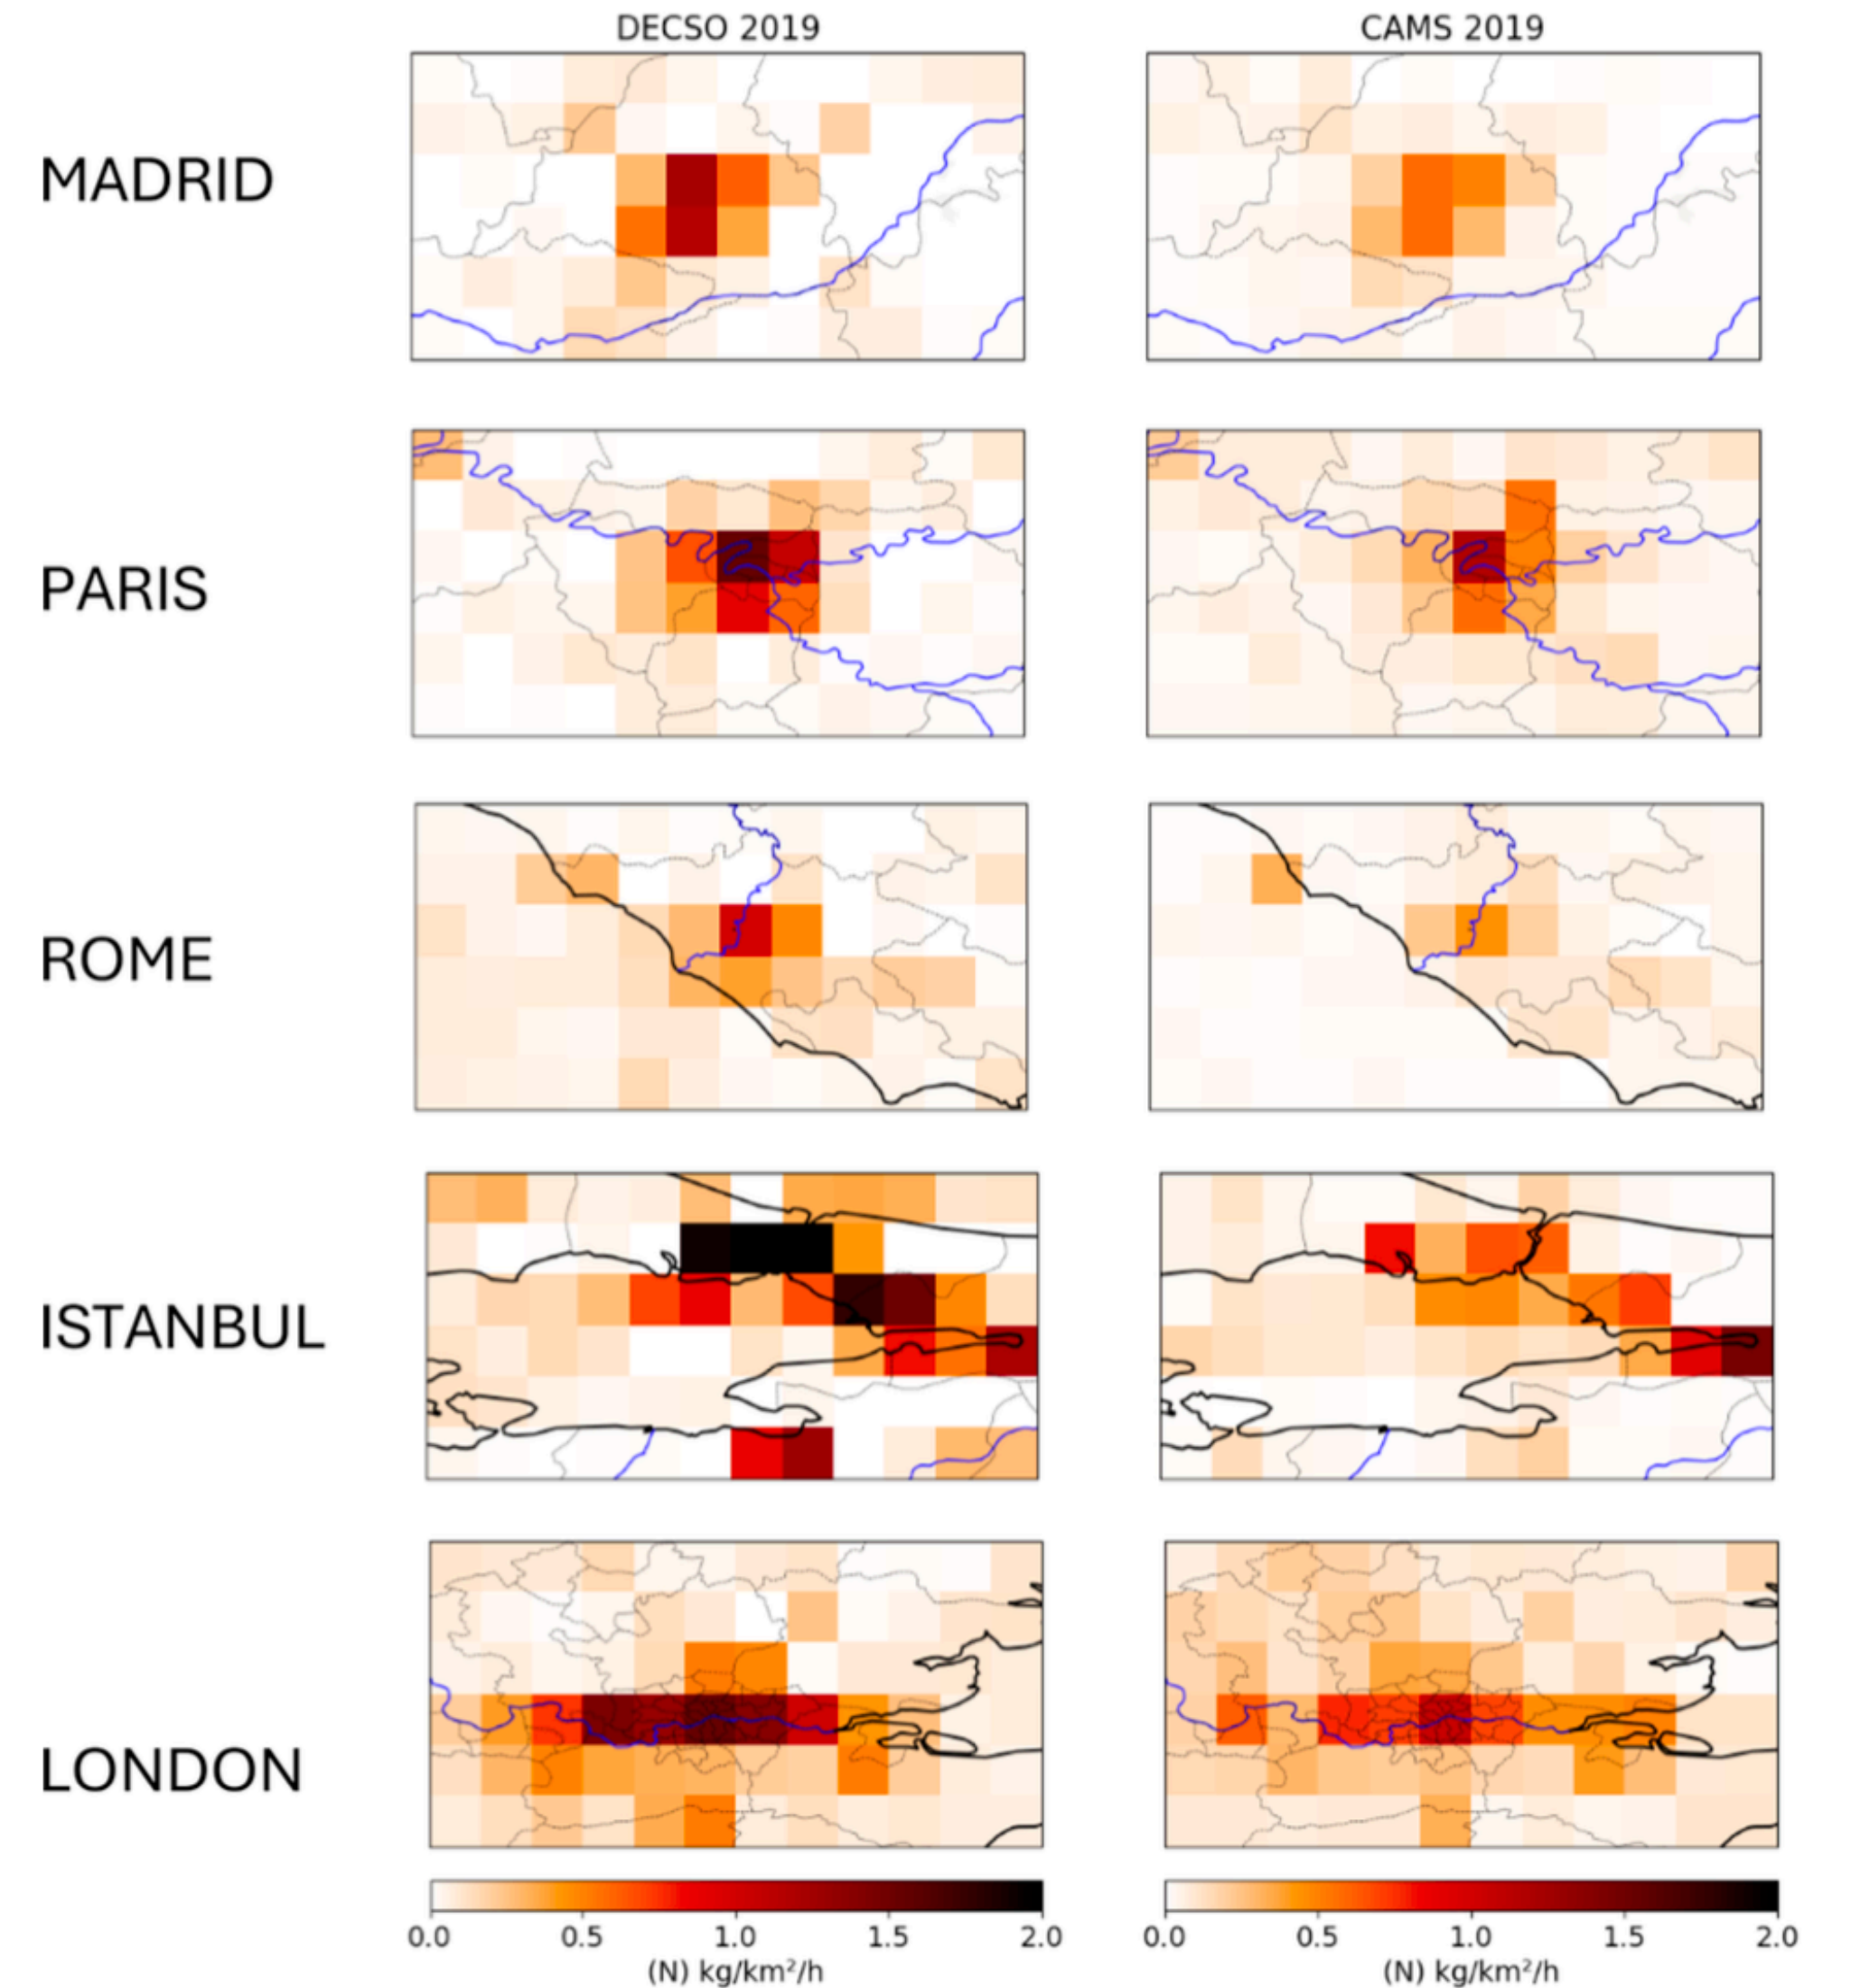 DECSO 2019 CAMS 2019
MADRID
PARIS
ROME
ISTANBUL
LONDON
0.0 0.5 1.0 1.5 2.0 0.0 0.5 1.0 1.5 2.0
(N) kg/km²/h (N) kg/km²/h